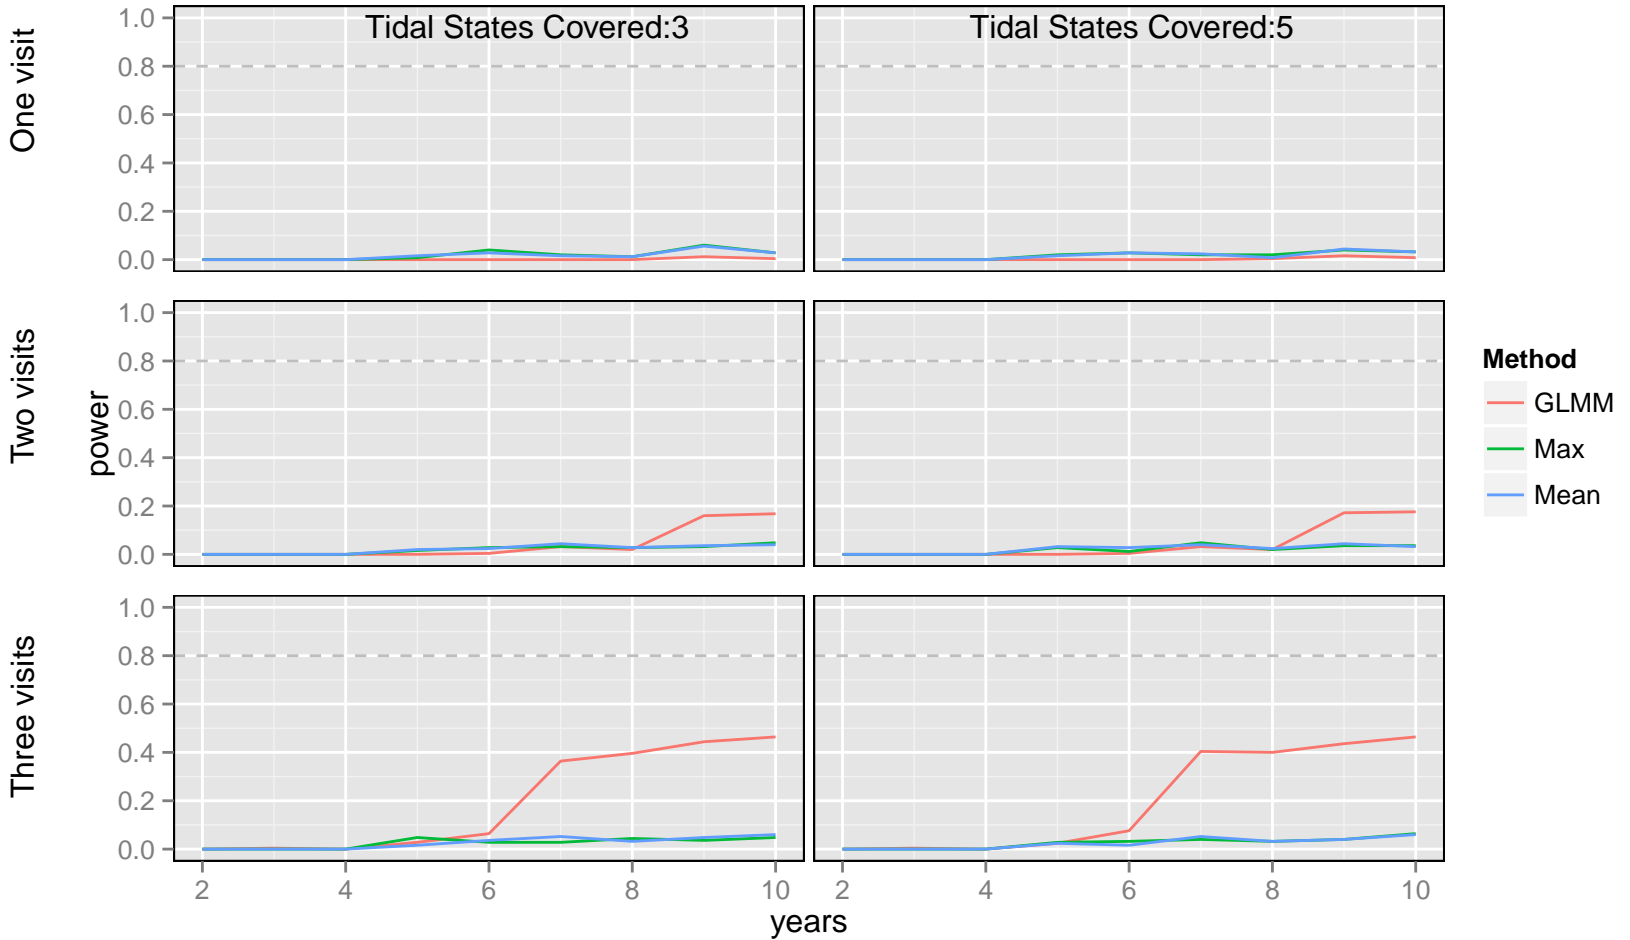 Tidal States Covered:3
Tidal States Covered:5
One visit
1.0
0.8
0.6
0.4
0.2
0.0
Two visits
1.0
0.8
0.6
0.4
0.2
0.0
power
Three visits
1.0
0.8
0.6
0.4
0.2
0.0
2 4 6 8 10
2 4 6 8 10
years
Method
GLMM
Max
Mean